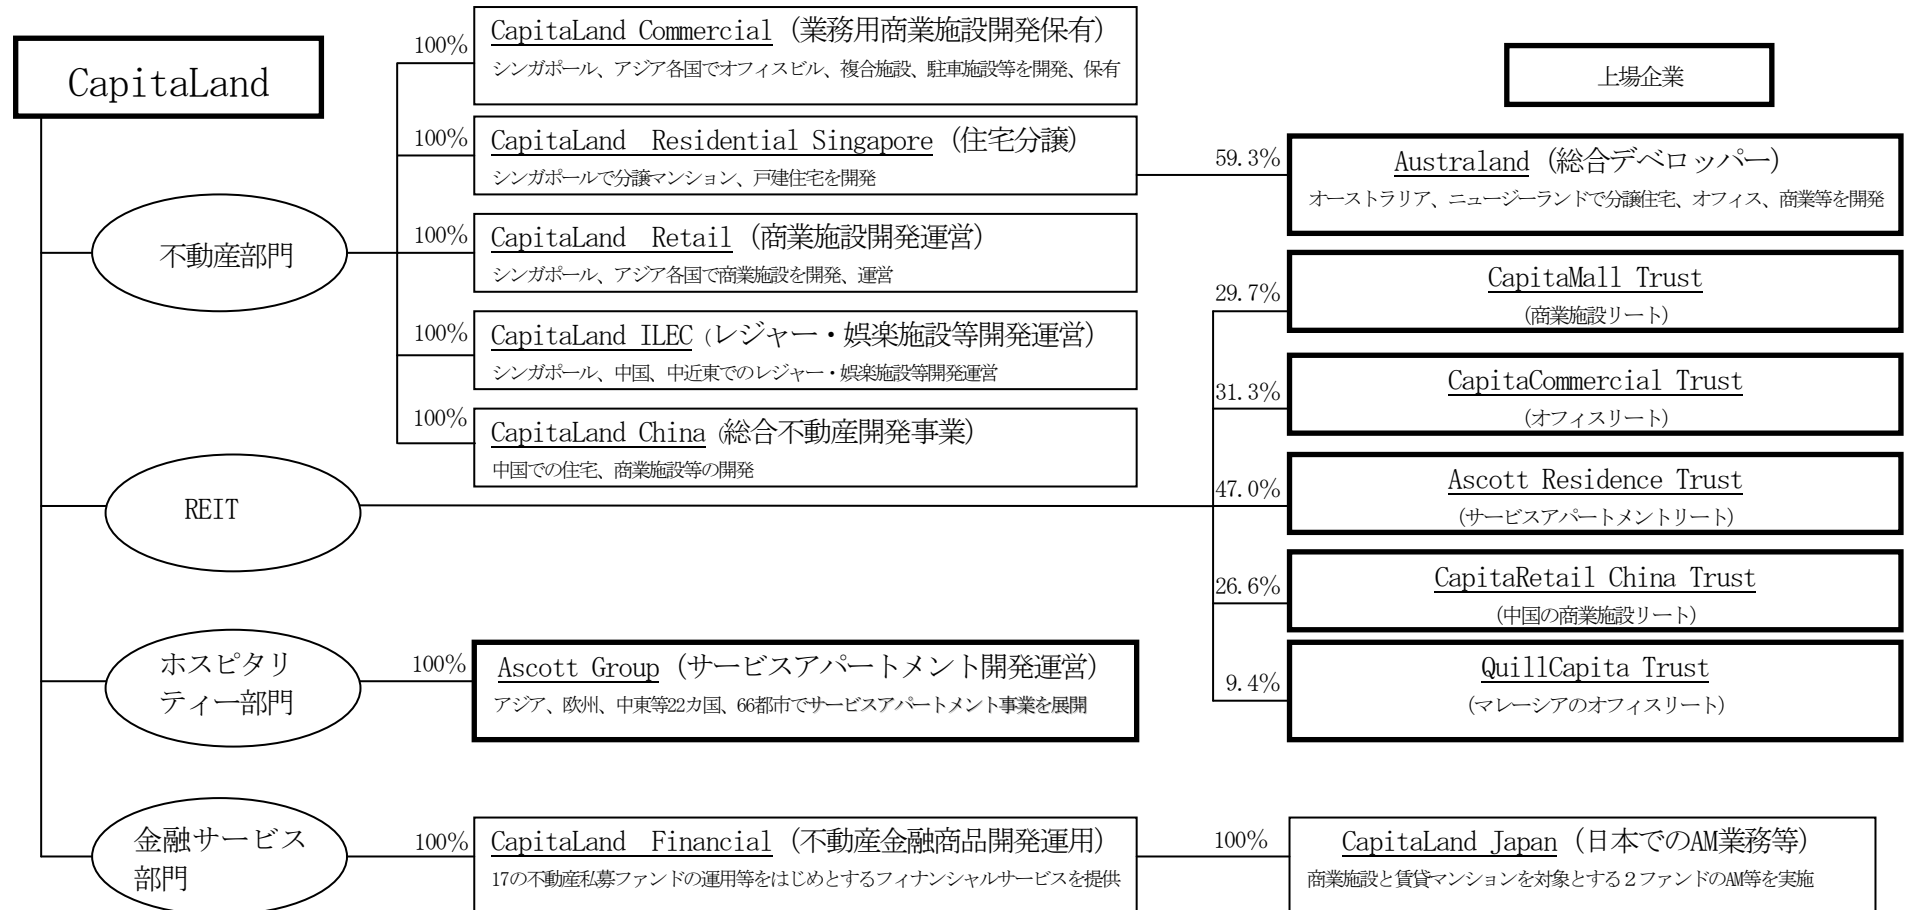 CapitaLand
100%
CapitaLand Commercial (業務用商業施設開発保有)
シンガポール、アジア各国でオフィスビル、複合施設、駐車施設等を開発、保有
上場企業
100%
CapitaLand Residential Singapore (住宅分譲)
シンガポールで分譲マンション、戸建住宅を開発
59.3%
Australand (総合デベロッパー)
オーストラリア、ニュージーランドで分譲住宅、オフィス、商業等を開発
不動産部門
100%
CapitaLand Retail (商業施設開発運営)
シンガポール、アジア各国で商業施設を開発、運営
100%
CapitaLand ILEC (レジャー・娯楽施設等開発運営)
シンガポール、中国、中近東でのレジャー・娯楽施設等開発運営
100%
CapitaLand China (総合不動産開発事業)
中国での住宅、商業施設等の開発
REIT
29.7%
CapitaMall Trust
(商業施設リート)
31.3%
CapitaCommercial Trust
(オフィスリート)
47.0%
Ascott Residence Trust
(サービスアパートメントリート)
26.6%
CapitaRetail China Trust
(中国の商業施設リート)
9.4%
QuillCapita Trust
(マレーシアのオフィスリート)
ホスピタリ
ティー部門
100%
Ascott Group (サービスアパートメント開発運営)
アジア、欧州、中東等22カ国、66都市でサービスアパートメント事業を展開
金融サービス
部門
100%
CapitaLand Financial (不動産金融商品開発運用)
17の不動産私募ファンドの運用等をはじめとするフィナンシャルサービスを提供
100%
CapitaLand Japan (日本でのAM業務等)
商業施設と賃貸マンションを対象とする2ファンドのAM等を実施